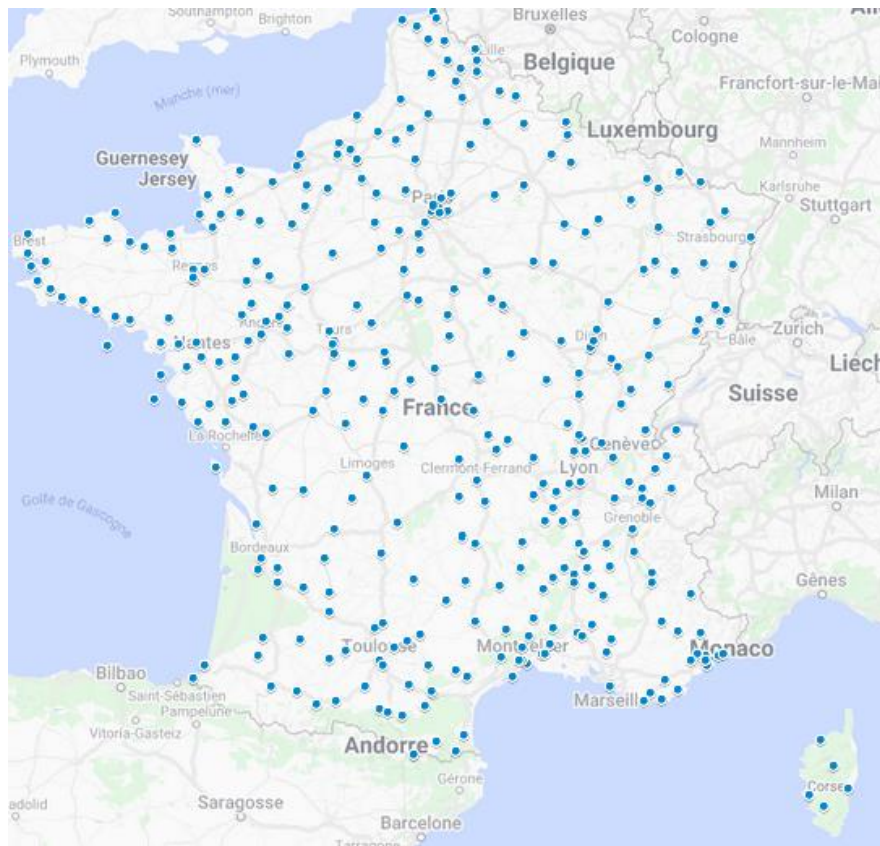 Southampton
Brighton
Bruxelles
Cologne
Lille
Plymouth
Belgique
Francfort-sur-le-Mai
Manche (mer)
Luxembourg
Mannheim
Guernesey
Jersey
Karlsruhe
Stuttgart
Brest
Strasbourg
Rennes
Angers
Tours
Dijon
Nantes
Zurich
Bâle
Liech
Suisse
France
La Rochelle
Genève
Limoges
Clermont-Ferrand
Lyon
Milan
Golfe de Gascogne
Grenoble
Bordeaux
Gênes
Toulouse
Montpellier
Monaco
Bilbao
Saint-Sébastien
Marseille
Pampelune
Vitoria-Gasteiz
Andorre
Gérone
Corse
Saragosse
adolid
Barcelone
Tarragone